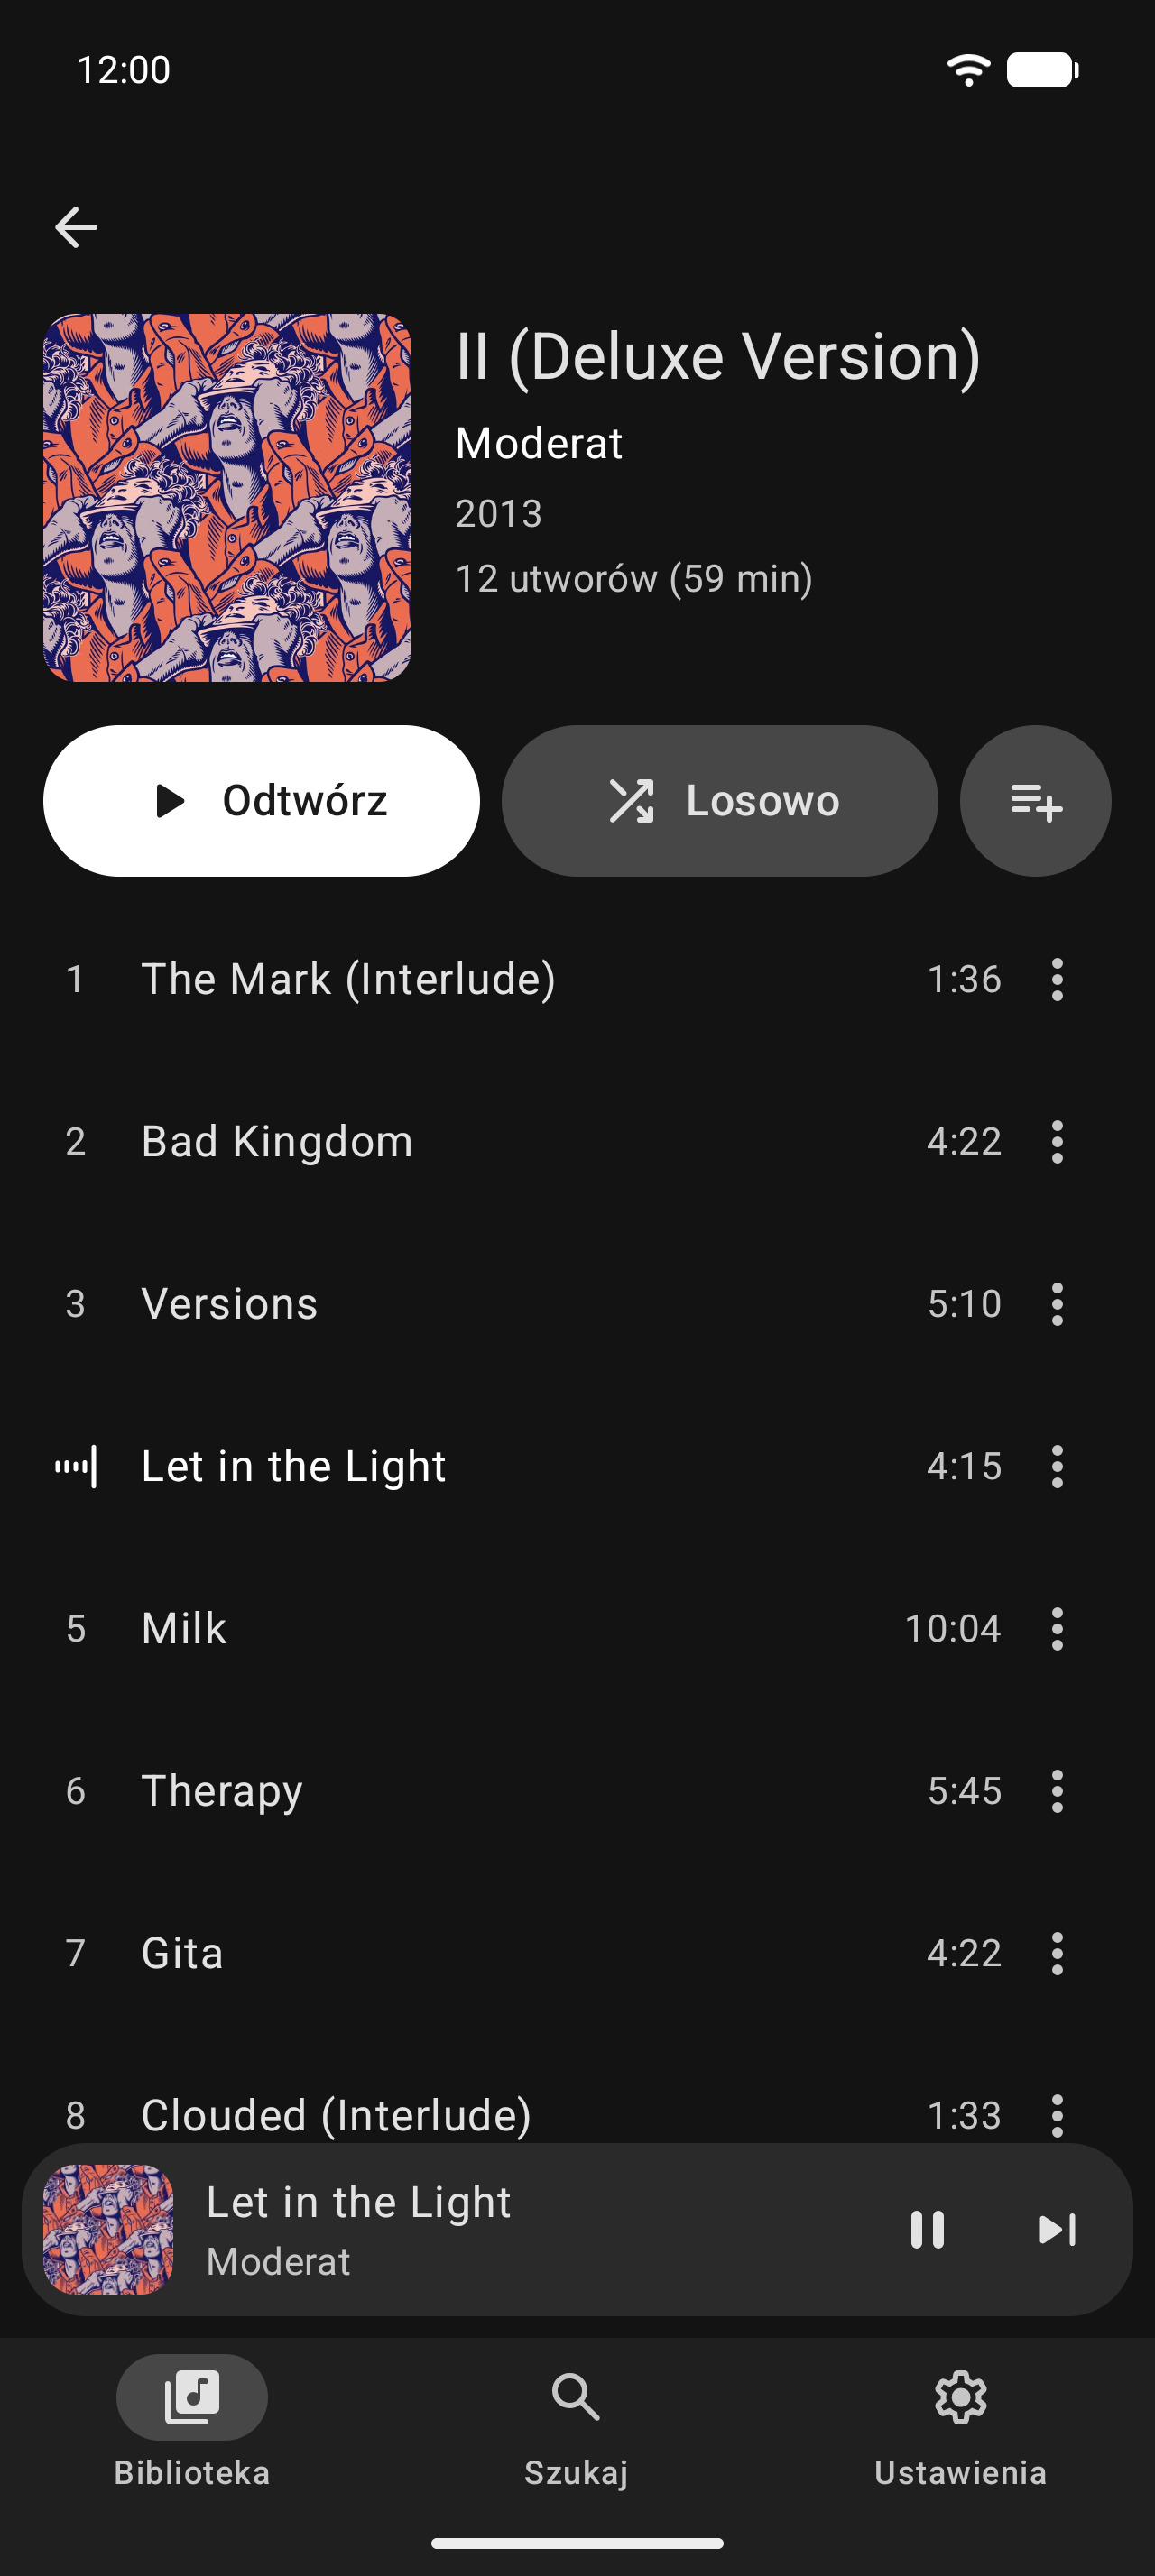 12:00
II (Deluxe Version)
Moderat
2013
12 utworów (59 min)
Odtwórz
Losowo
1 The Mark (Interlude) 1:36
2 Bad Kingdom 4:22
3 Versions 5:10
Let in the Light 4:15
5 Milk 10:04
6 Therapy 5:45
7 Gita 4:22
8 Clouded (Interlude) 1:33
Let in the Light
Moderat
Biblioteka
Szukaj
Ustawienia